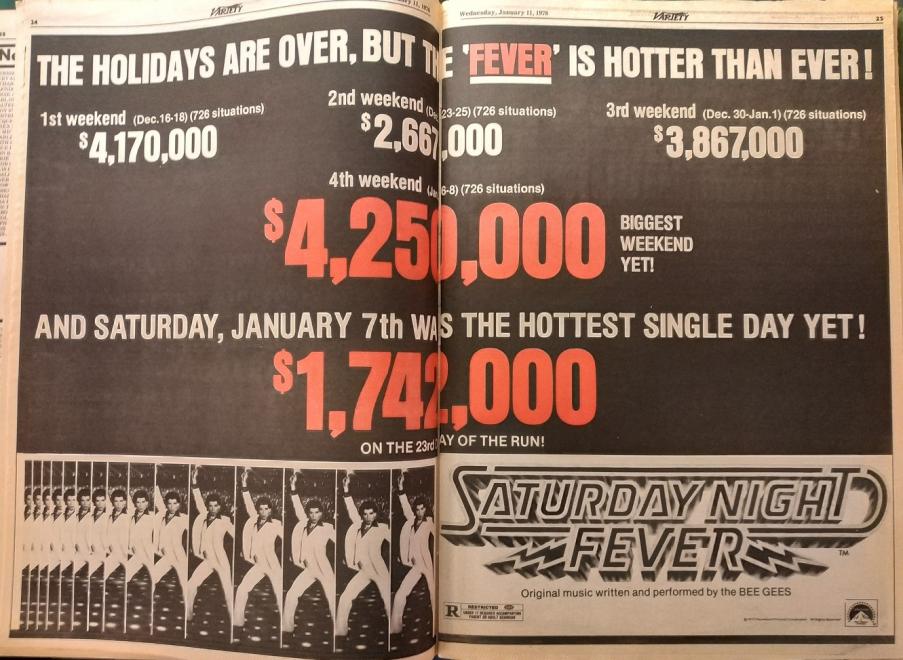 24
VARIETY
Wednesday, January 11, 1978
VARIETY
25
THE HOLIDAYS ARE OVER, BUT THE 'FEVER' IS HOTTER THAN EVER!
1st weekend (Dec.16-18) (726 situations)
$4,170,000
2nd weekend 23-25) (726 situations)
$2,667,000
3rd weekend (Dec. 30-Jan.1) (726 situations)
$3,867,000
4th weekend 6-8) (726 situations)
$4,250,000
BIGGEST
WEEKEND
YET!
AND SATURDAY, JANUARY 7th WAS THE HOTTEST SINGLE DAY YET!
$1,742,000
ON THE 23rd DAY OF THE RUN!
SATURDAY NIGHT
FEVER
TM
Original music written and performed by the BEE GEES
R RESTRICTED